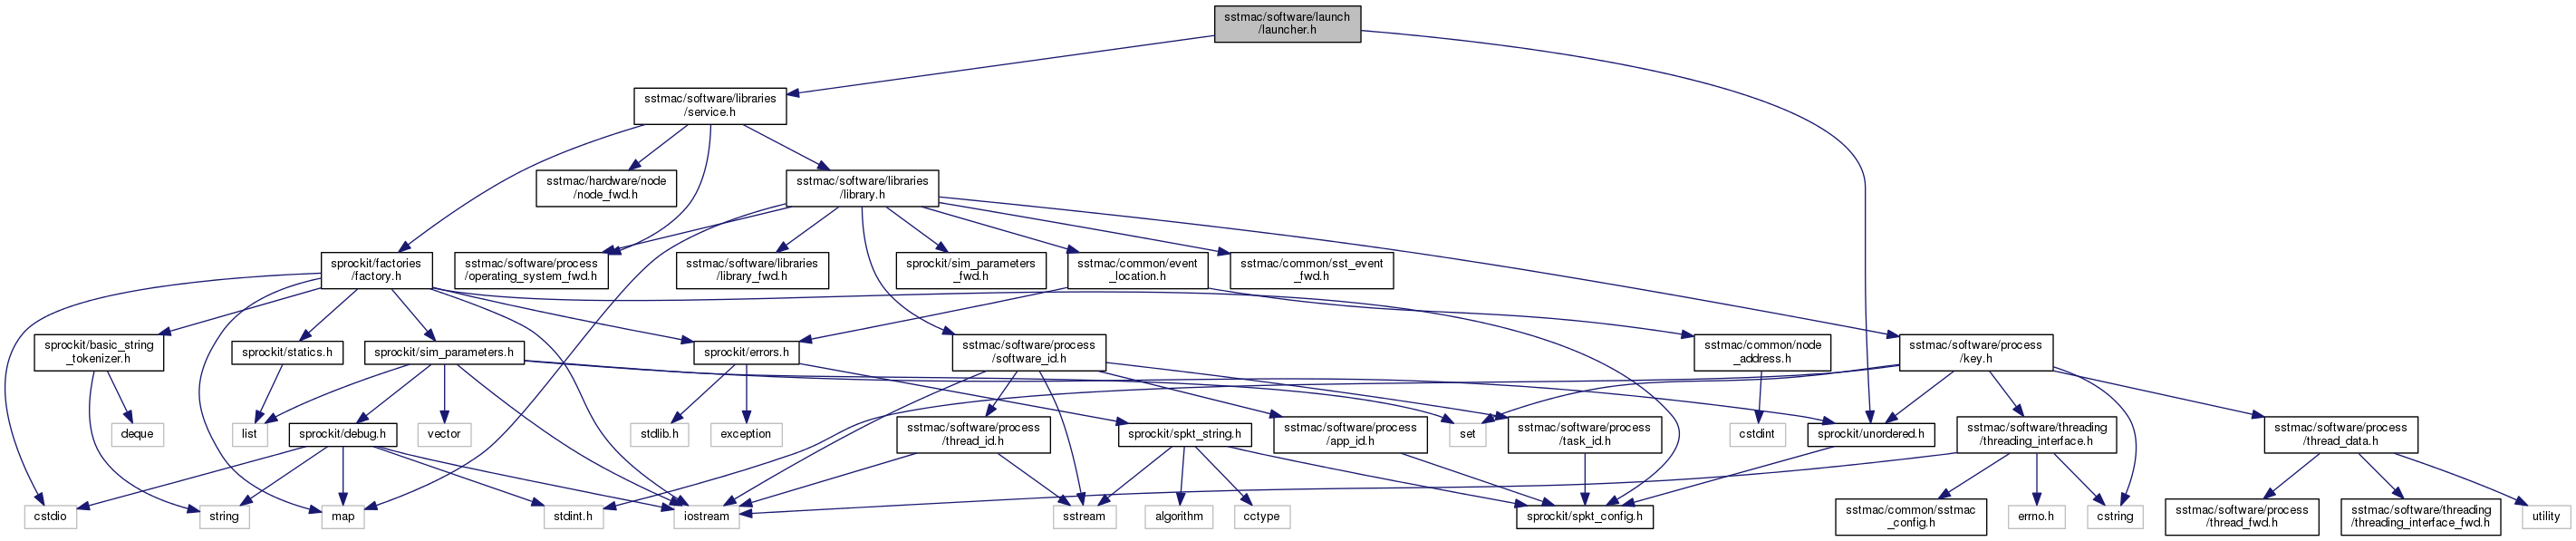 sstmac/software/launch
/launcher.h
sstmac/software/libraries
/service.h
sstmac/hardware/node
/node_fwd.h
sstmac/software/libraries
/library.h
sprockit/factories
/factory.h
sstmac/software/process
/operating_system_fwd.h
sstmac/software/libraries
/library_fwd.h
sprockit/sim_parameters
_fwd.h
sstmac/common/event
_location.h
sstmac/common/sst_event
_fwd.h
sprockit/basic_string
_tokenizer.h
sprockit/statics.h
sprockit/sim_parameters.h
sprockit/errors.h
sstmac/software/process
/software_id.h
sstmac/common/node
_address.h
sstmac/software/process
/key.h
deque
list
sprockit/debug.h
vector
stdlib.h
exception
sstmac/software/process
/thread_id.h
sprockit/spkt_string.h
sstmac/software/process
/app_id.h
set
sstmac/software/process
/task_id.h
cstdint
sprockit/unordered.h
sstmac/software/threading
/threading_interface.h
sstmac/software/process
/thread_data.h
cstdio
string
map
stdint.h
iostream
sstream
algorithm
cctype
sprockit/spkt_config.h
sstmac/common/sstmac
_config.h
errno.h
cstring
sstmac/software/process
/thread_fwd.h
sstmac/software/threading
/threading_interface_fwd.h
utility